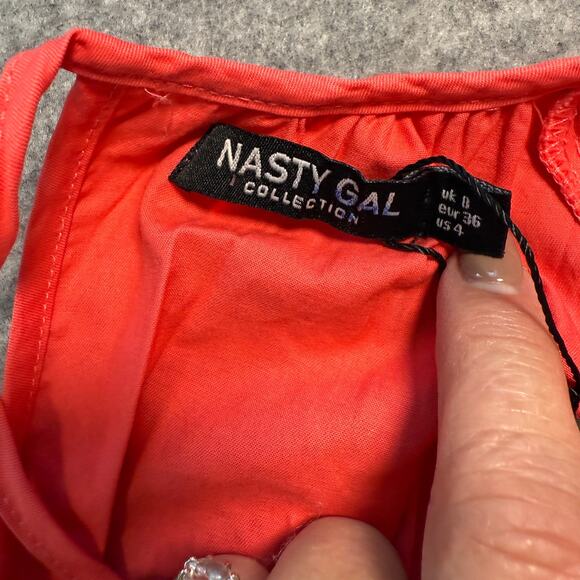 NASTY GAL
COLLECTION
uk 8
eur 36
us 4